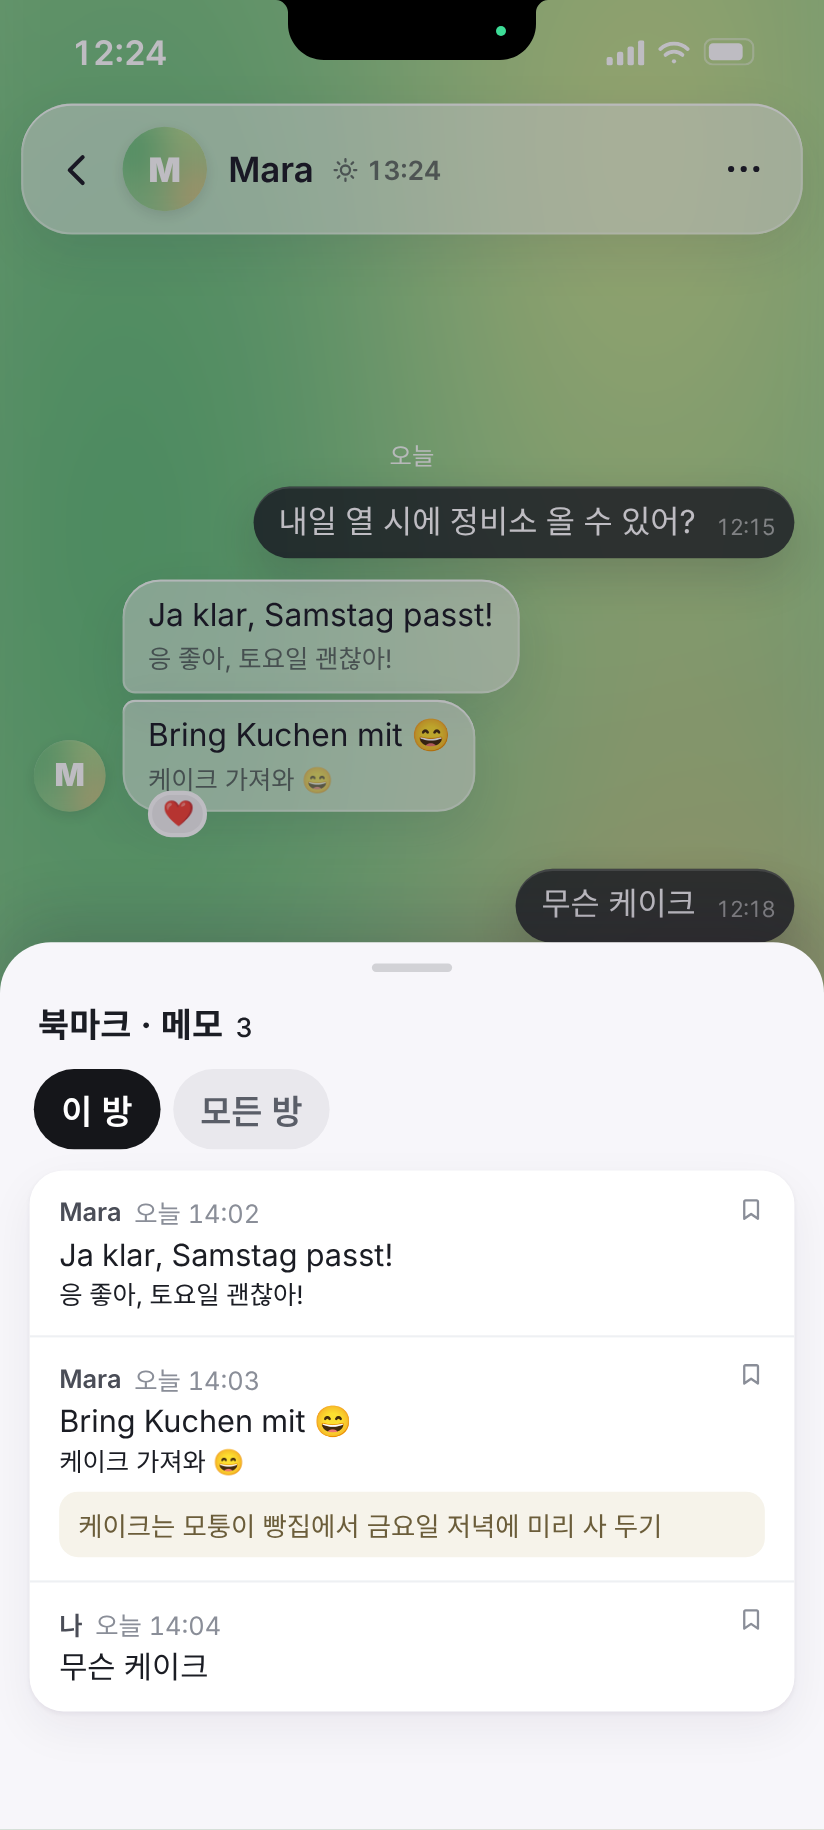 12:24
M Mara 13:24
오늘
내일 열 시에 정비소 올 수 있어? 12:15
Ja klar, Samstag passt!
응 좋아, 토요일 괜찮아!
Bring Kuchen mit 😄
케이크 가져와 😄
M
❤️
무슨 케이크 12:18
북마크 · 메모 3
이 방 모든 방
Mara 오늘 14:02
Ja klar, Samstag passt!
응 좋아, 토요일 괜찮아!
Mara 오늘 14:03
Bring Kuchen mit 😄
케이크 가져와 😄
케이크는 모퉁이 빵집에서 금요일 저녁에 미리 사 두기
나 오늘 14:04
무슨 케이크